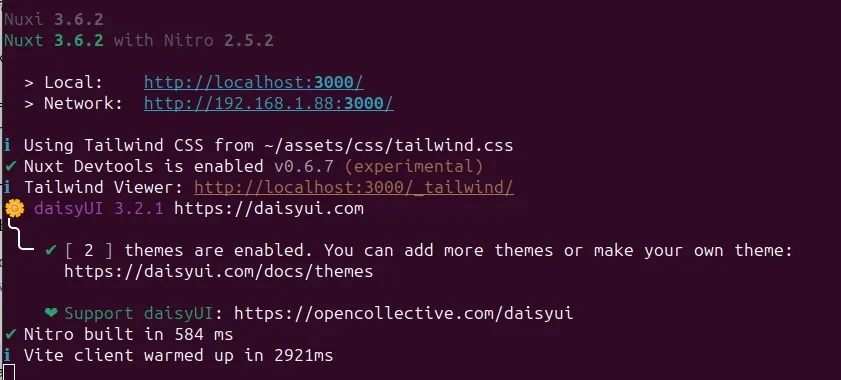 Nuxi 3.6.2
Nuxt 3.6.2 with Nitro 2.5.2
> Local: http://localhost:3000/
> Network: http://192.168.1.88:3000/
ℹ Using Tailwind CSS from ~/assets/css/tailwind.css
✔ Nuxt Devtools is enabled v0.6.7 (experimental)
ℹ Tailwind Viewer: http://localhost:3000/_tailwind/
🌼 daisyUI 3.2.1 https://daisyui.com
✔ [ 2 ] themes are enabled. You can add more themes or make your own theme:
https://daisyui.com/docs/themes
❤ Support daisyUI: https://opencollective.com/daisyui
✔ Nitro built in 584 ms
ℹ Vite client warmed up in 2921ms